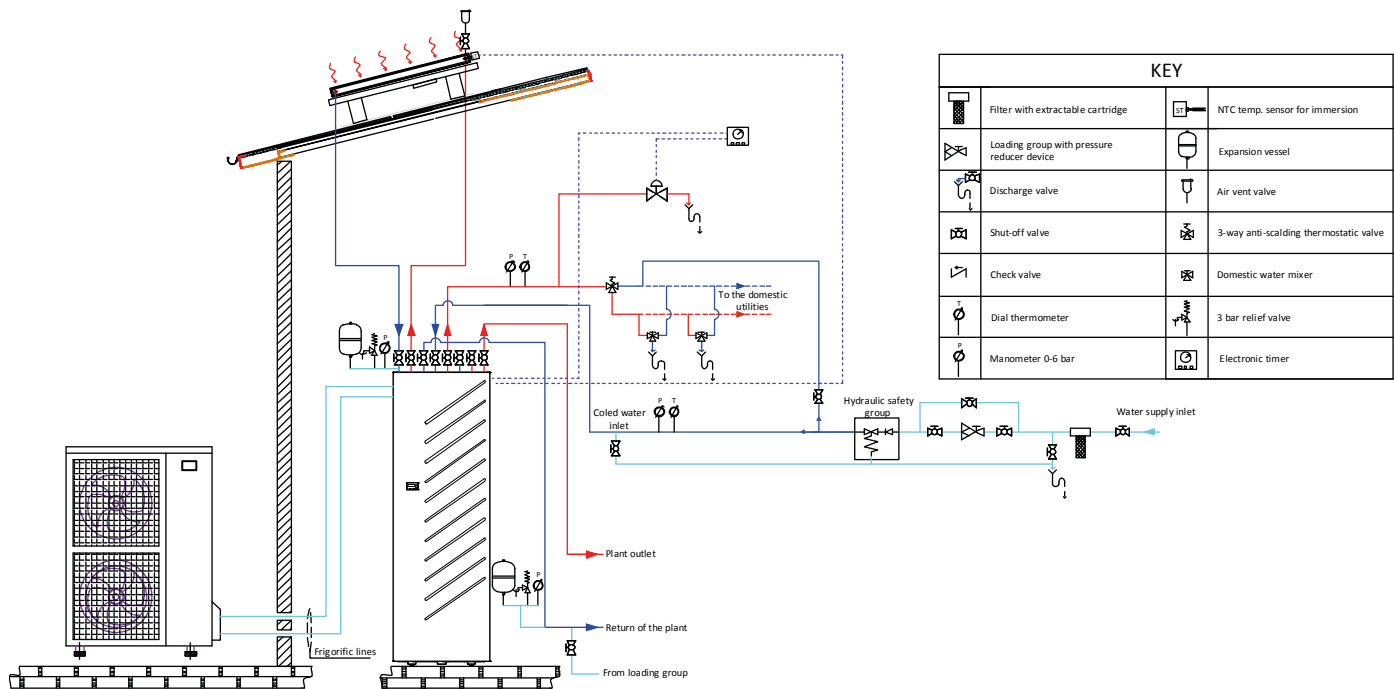 KEY
Filter with extractable cartridge
ST
NTC temp. sensor for immersion
Loading group with pressure
reducer device
Expansion vessel
Discharge valve
Air vent valve
Shut-off valve
3-way anti-scalding thermostatic valve
Check valve
Domestic water mixer
T
Dial thermometer
3 bar relief valve
P
Manometer 0-6 bar
Electronic timer
P T
To the domestic
utilities
P
Hydraulic safety
group
Coled water
inlet
P T
Water supply inlet
Plant outlet
P
Return of the plant
Frigorific lines
From loading group